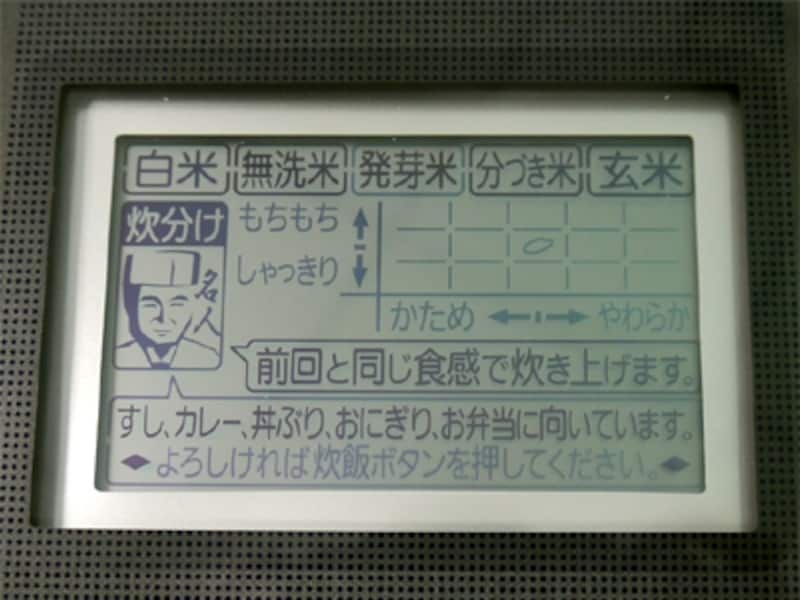 白米 無洗米 発芽米 分づき米 玄米
炊分け
名人
もちもち
しゃっきり
かため やわらか
前回と同じ食感で炊き上げます。
すし、カレー、丼ぶり、おにぎり、お弁当に向いています。
よろしければ炊飯ボタンを押してください。